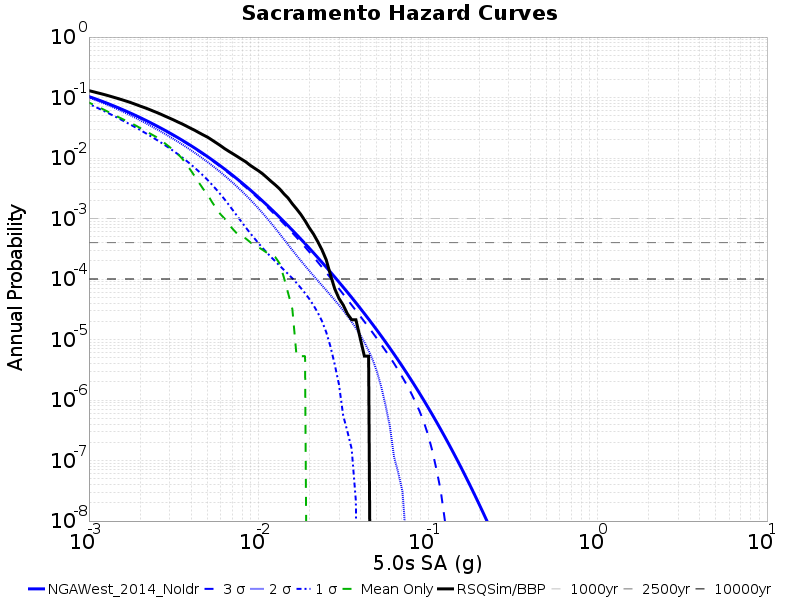 Sacramento Hazard Curves
10^0
10^-1
10^-2
10^-3
10^-4
10^-5
10^-6
10^-7
10^-8
Annual Probability
10^-3 10^-2 10^-1 10^0 10^1
5.0s SA (g)
NGAWest_2014_NoIdr 3 σ 2 σ 1 σ Mean Only RSQSim/BBP 1000yr 2500yr 10000yr